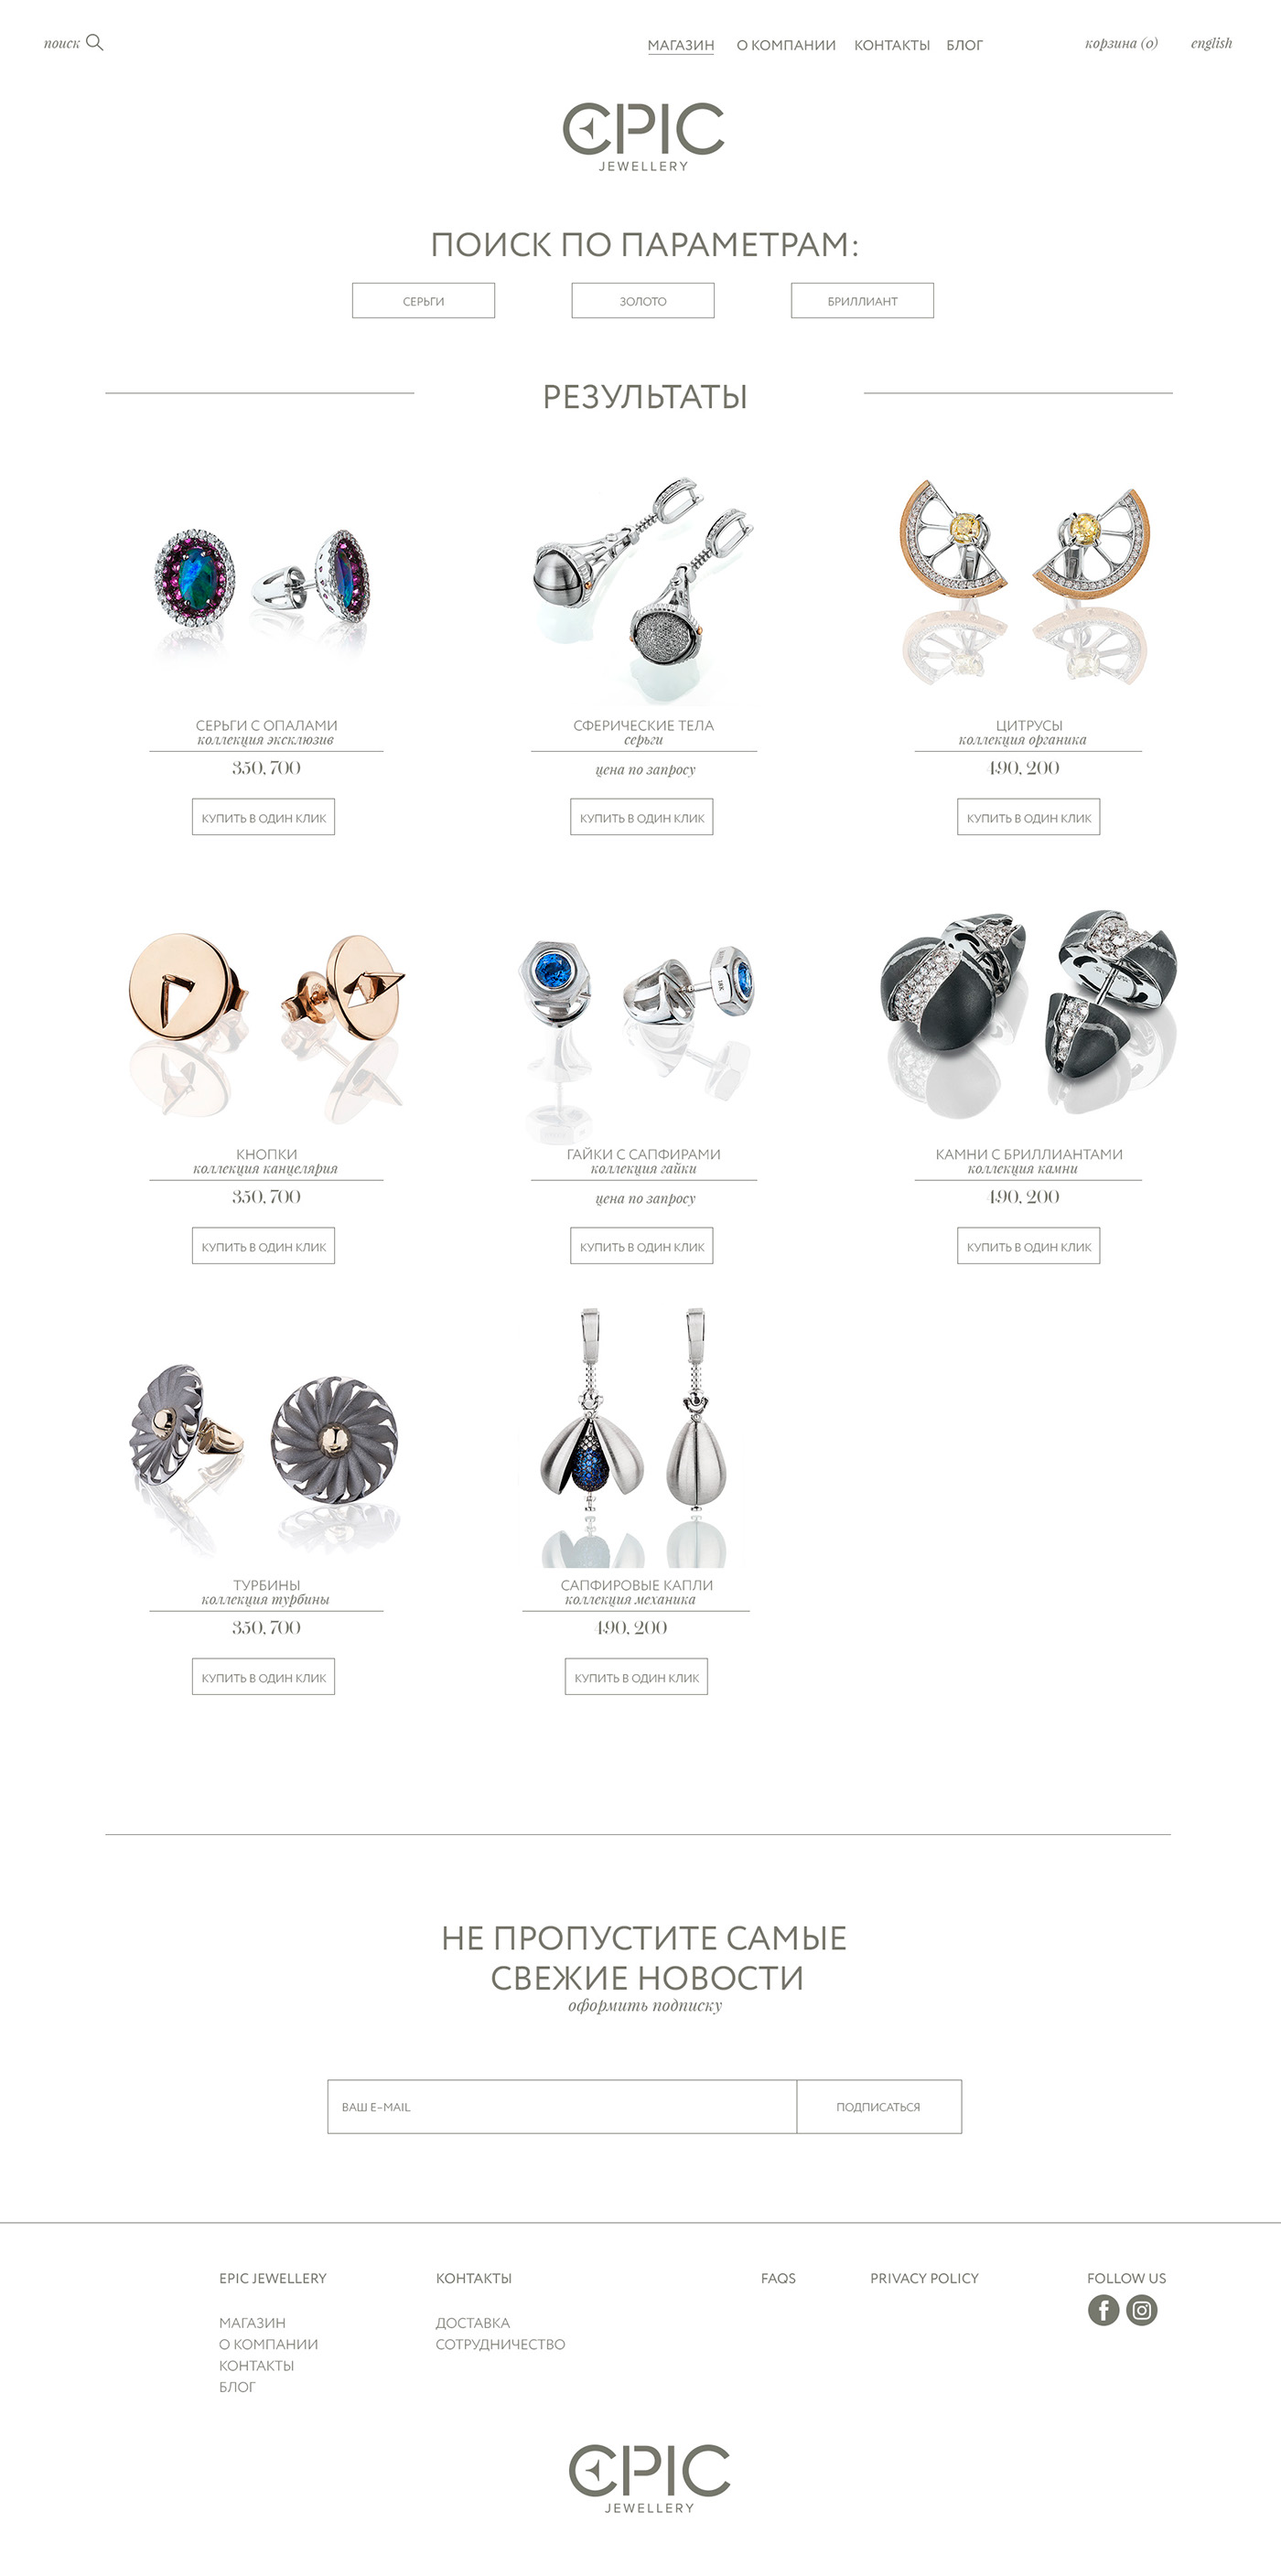 поиск
МАГАЗИН О КОМПАНИИ КОНТАКТЫ БЛОГ
корзина (0) english
EPIC
JEWELLERY
ПОИСК ПО ПАРАМЕТРАМ:
СЕРЬГИ ЗОЛОТО БРИЛЛИАНТ
РЕЗУЛЬТАТЫ
СЕРЬГИ С ОПАЛАМИ
коллекция эксклюзив
350, 700
КУПИТЬ В ОДИН КЛИК
СФЕРИЧЕСКИЕ ТЕЛА
серьги
цена по запросу
КУПИТЬ В ОДИН КЛИК
ЦИТРУСЫ
коллекция органика
490, 200
КУПИТЬ В ОДИН КЛИК
КНОПКИ
коллекция канцелярия
350, 700
КУПИТЬ В ОДИН КЛИК
18K
ГАЙКИ С САПФИРАМИ
коллекция гайки
цена по запросу
КУПИТЬ В ОДИН КЛИК
КАМНИ С БРИЛЛИАНТАМИ
коллекция камни
490, 200
КУПИТЬ В ОДИН КЛИК
ТУРБИНЫ
коллекция турбины
350, 700
КУПИТЬ В ОДИН КЛИК
САПФИРОВЫЕ КАПЛИ
коллекция механика
490, 200
КУПИТЬ В ОДИН КЛИК
НЕ ПРОПУСТИТЕ САМЫЕ
СВЕЖИЕ НОВОСТИ
оформить подписку
ВАШ E-MAIL ПОДПИСАТЬСЯ
EPIC JEWELLERY
МАГАЗИН
О КОМПАНИИ
КОНТАКТЫ
БЛОГ
КОНТАКТЫ
ДОСТАВКА
СОТРУДНИЧЕСТВО
FAQS
PRIVACY POLICY
FOLLOW US
EPIC
JEWELLERY